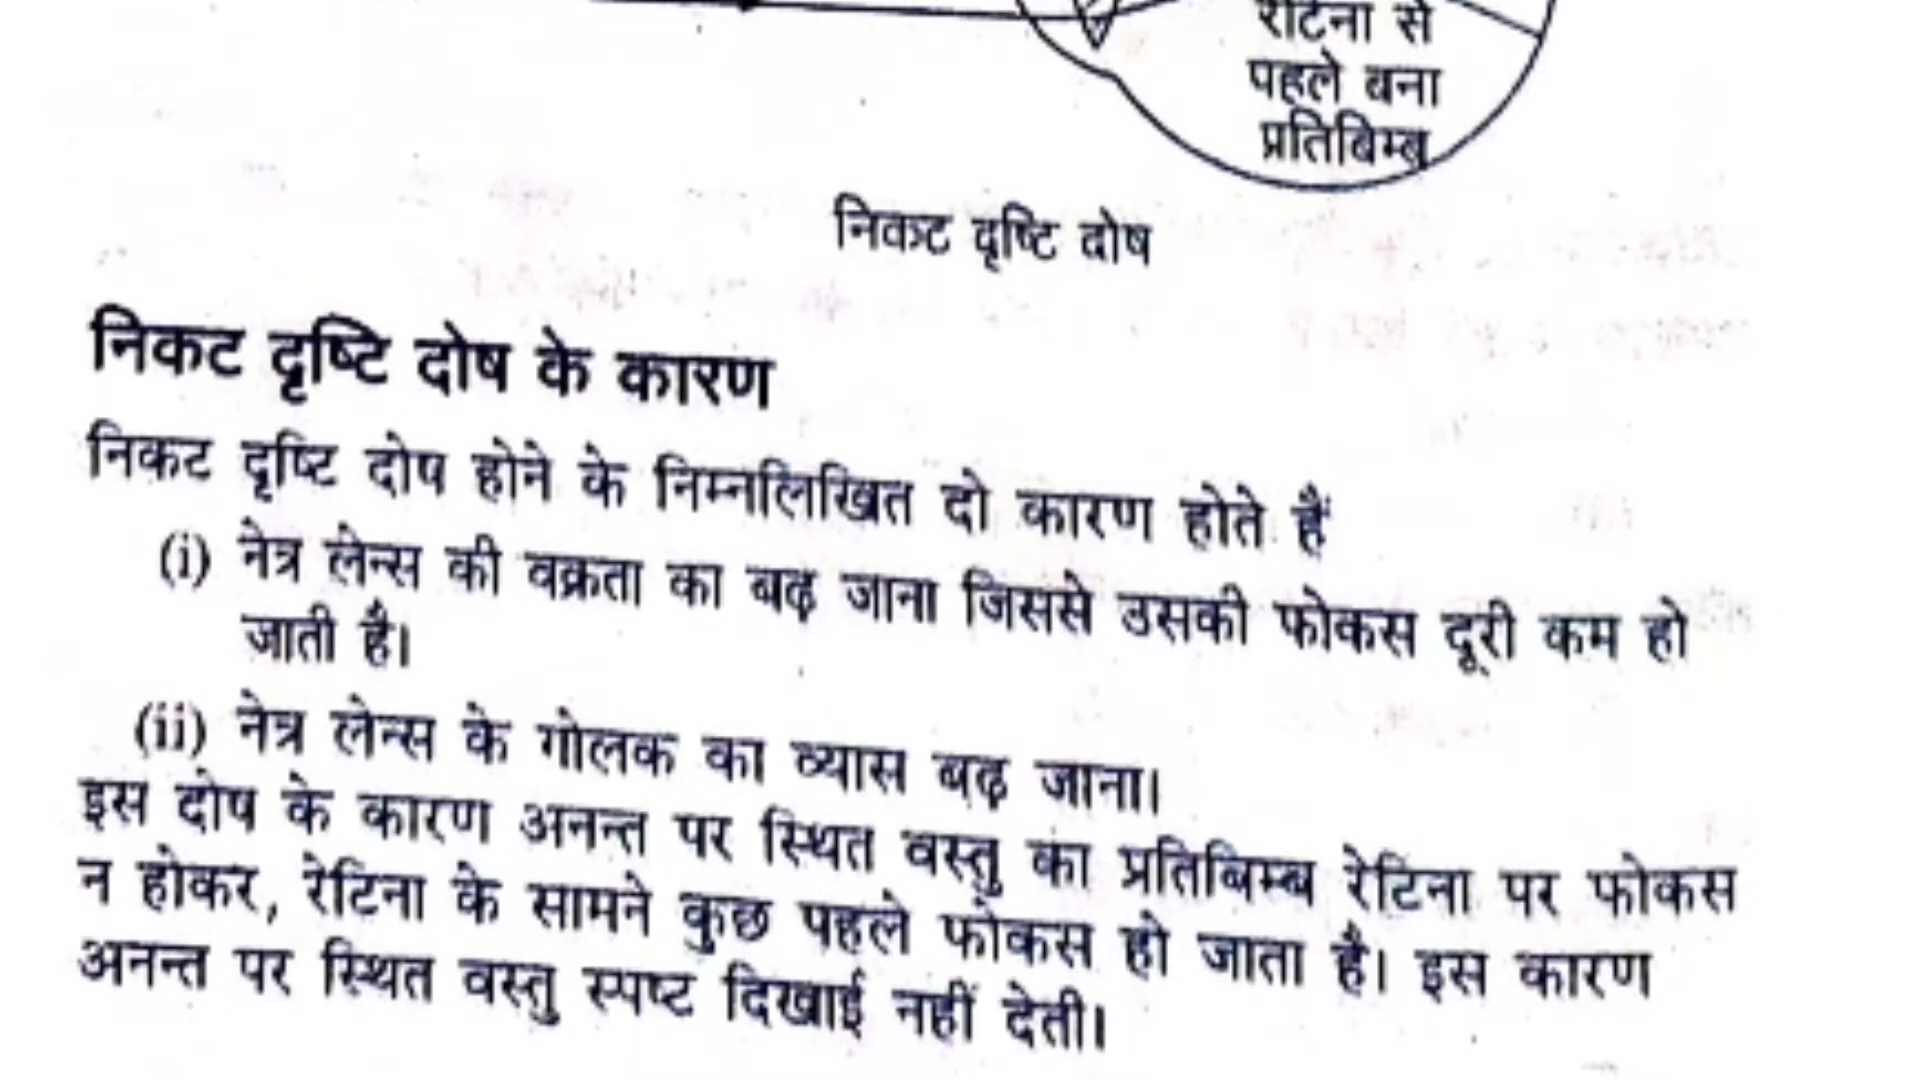 रेटिना से
पहले बना
प्रतिबिम्ब
निकट दृष्टि दोष
निकट दृष्टि दोष के कारण
निकट दृष्टि दोष होने के निम्नलिखित दो कारण होते हैं
(i) नेत्र लेन्स की वक्रता का बढ़ जाना जिससे उसकी फोकस दूरी कम हो
जाती है।
(ii) नेत्र लेन्स के गोलक का व्यास बढ़ जाना।
इस दोष के कारण अनन्त पर स्थित वस्तु का प्रतिबिम्ब रेटिना पर फोकस
न होकर, रेटिना के सामने कुछ पहले फोकस हो जाता है। इस कारण
अनन्त पर स्थित वस्तु स्पष्ट दिखाई नहीं देती।